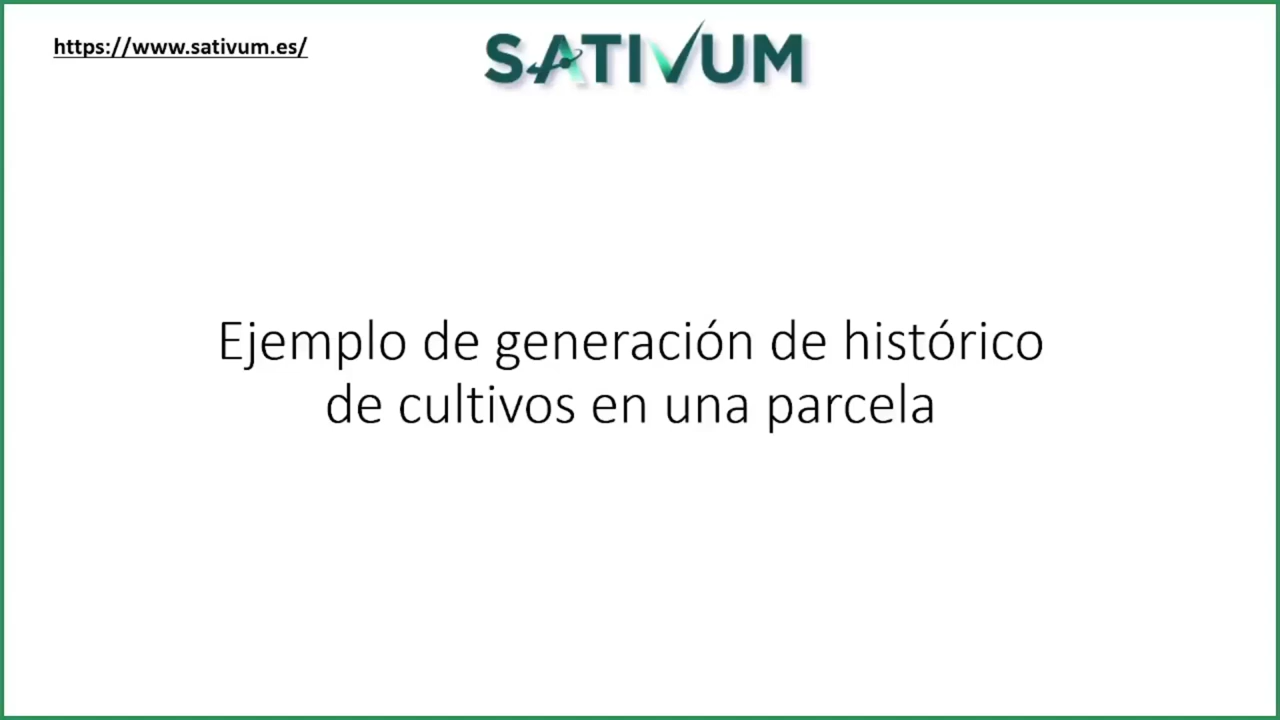 https://www.sativum.es/
SATIVUM
Ejemplo de generación de histórico
de cultivos en una parcela